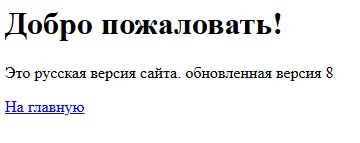 Добро пожаловать!
Это русская версия сайта. обновленная версия 8
На главную